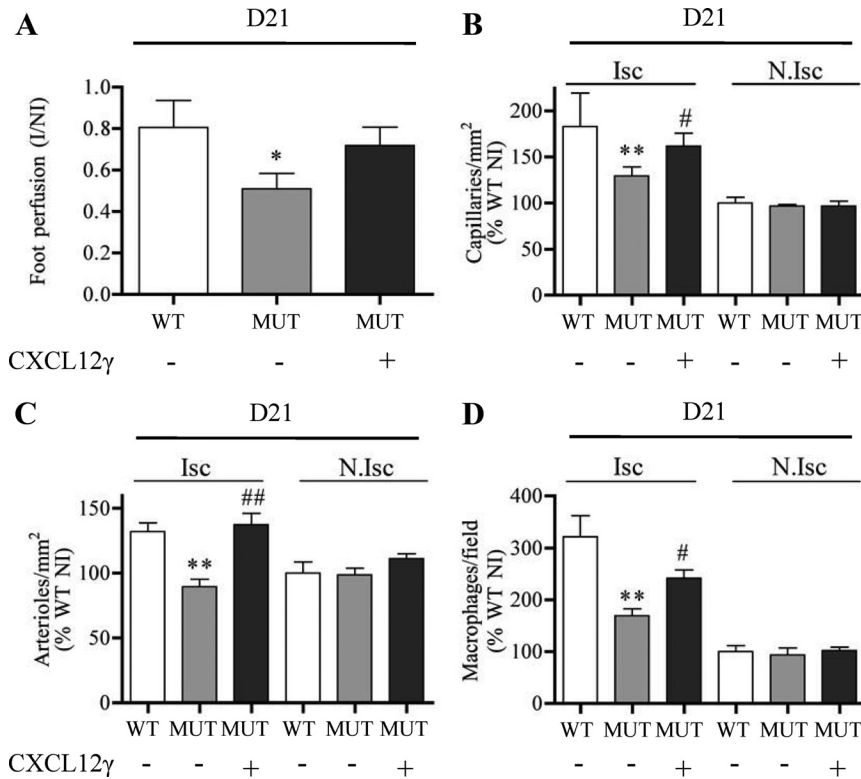 A
D21
Foot perfusion (I/NI)
1.0
0.8
0.6
0.4
0.2
0.0
*
WT MUT MUT
CXCL12γ - - +
B
D21
Isc N.Isc
Capillaries/mm²
(% WT NI)
200
150
100
50
0
** #
WT MUT MUT WT MUT MUT
- - + - - +
C
D21
Isc N.Isc
Arterioles/mm²
(% WT NI)
150
100
50
0
** ##
WT MUT MUT WT MUT MUT
CXCL12γ - - + - - +
D
D21
Isc N.Isc
Macrophages/field
(% WT NI)
400
300
200
100
0
** #
WT MUT MUT WT MUT MUT
- - + - - +